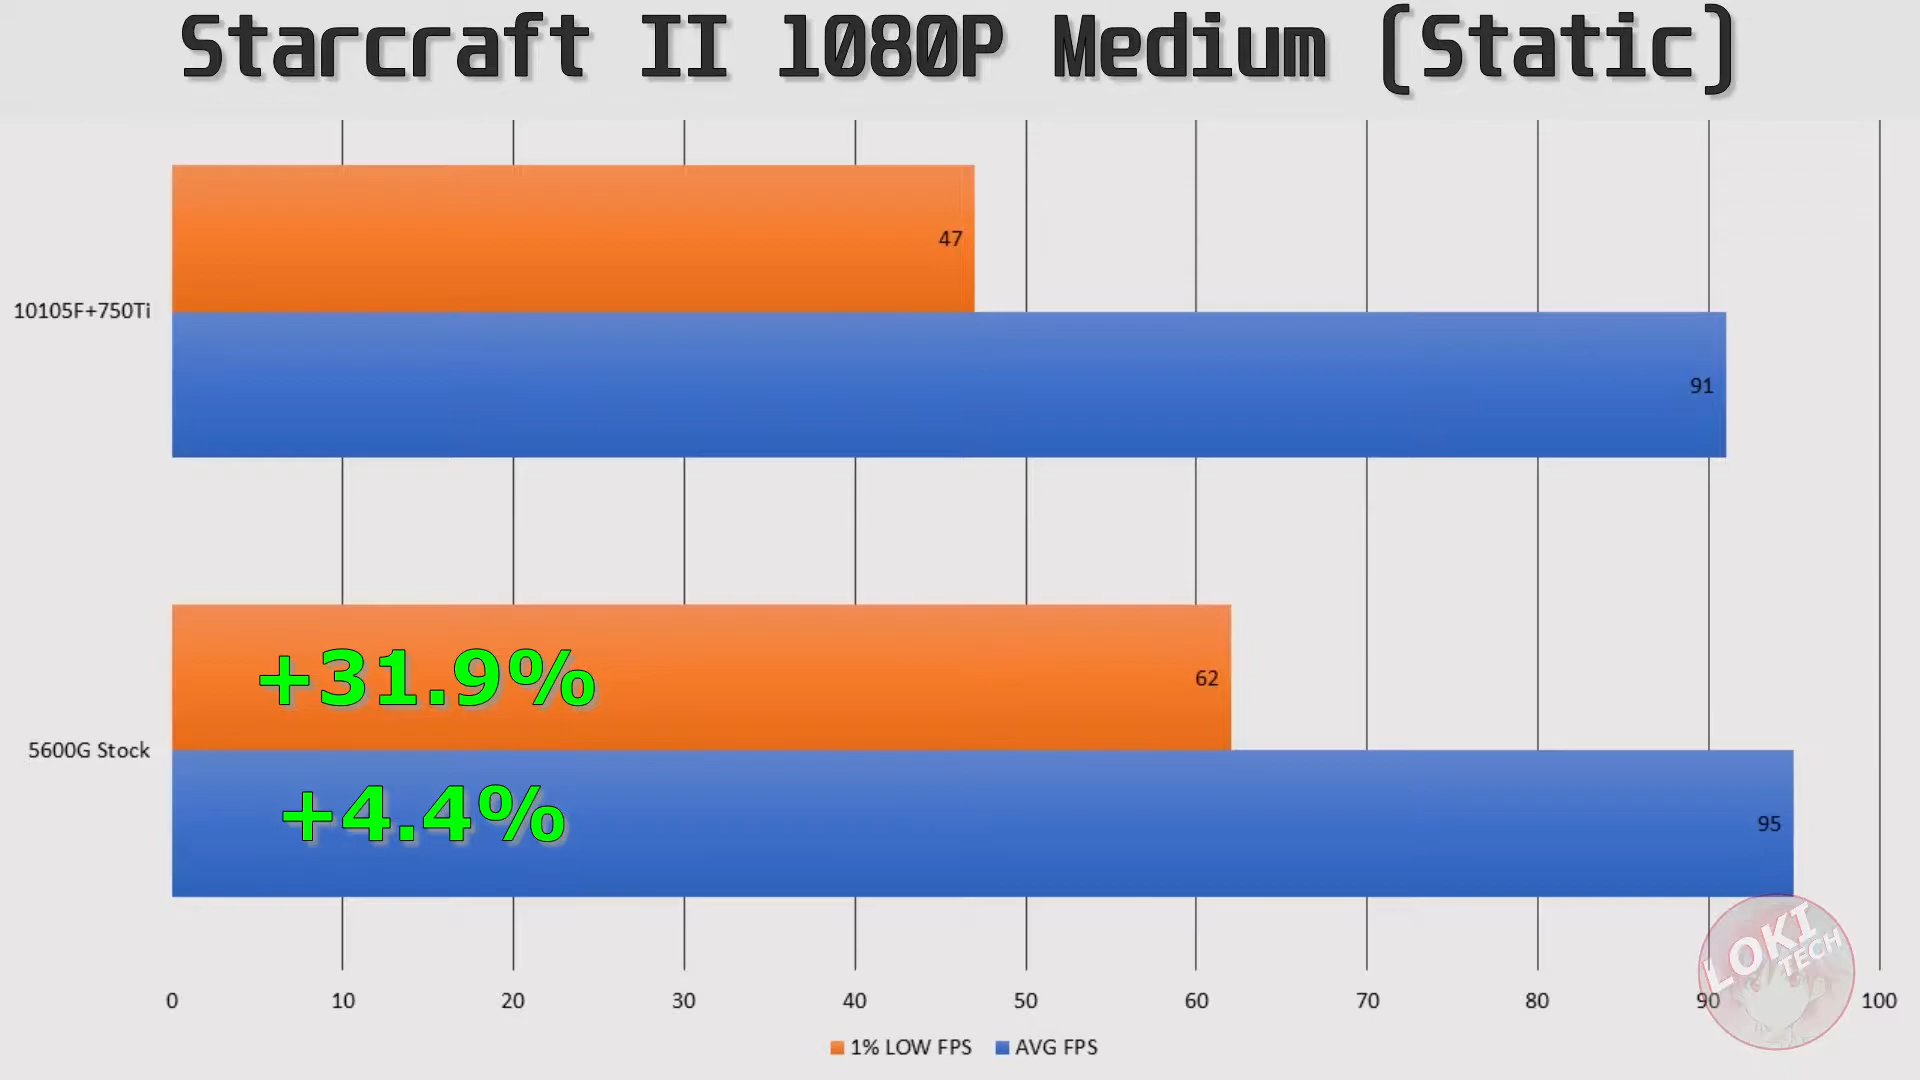 Starcraft II 1080P Medium (Static)
47
10105F+750Ti
91
+31.9%
62
5600G Stock
+4.4%
95
LOKI
TECH
0 10 20 30 40 50 60 70 80 90 100
1% LOW FPS AVG FPS